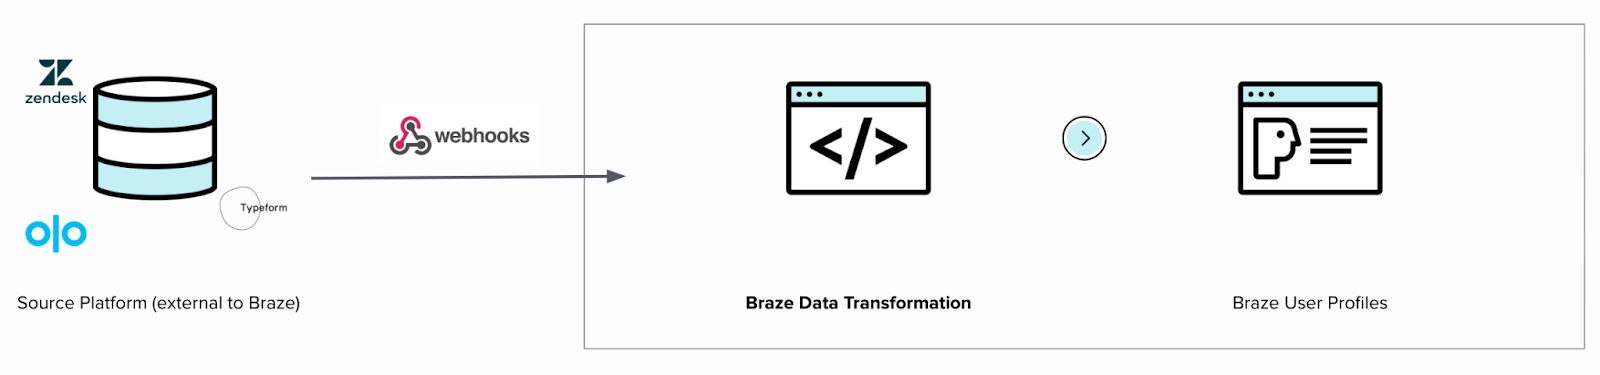 zendesk
webhooks
Typeform
olo
Source Platform (external to Braze)
</>
Braze Data Transformation
Braze User Profiles